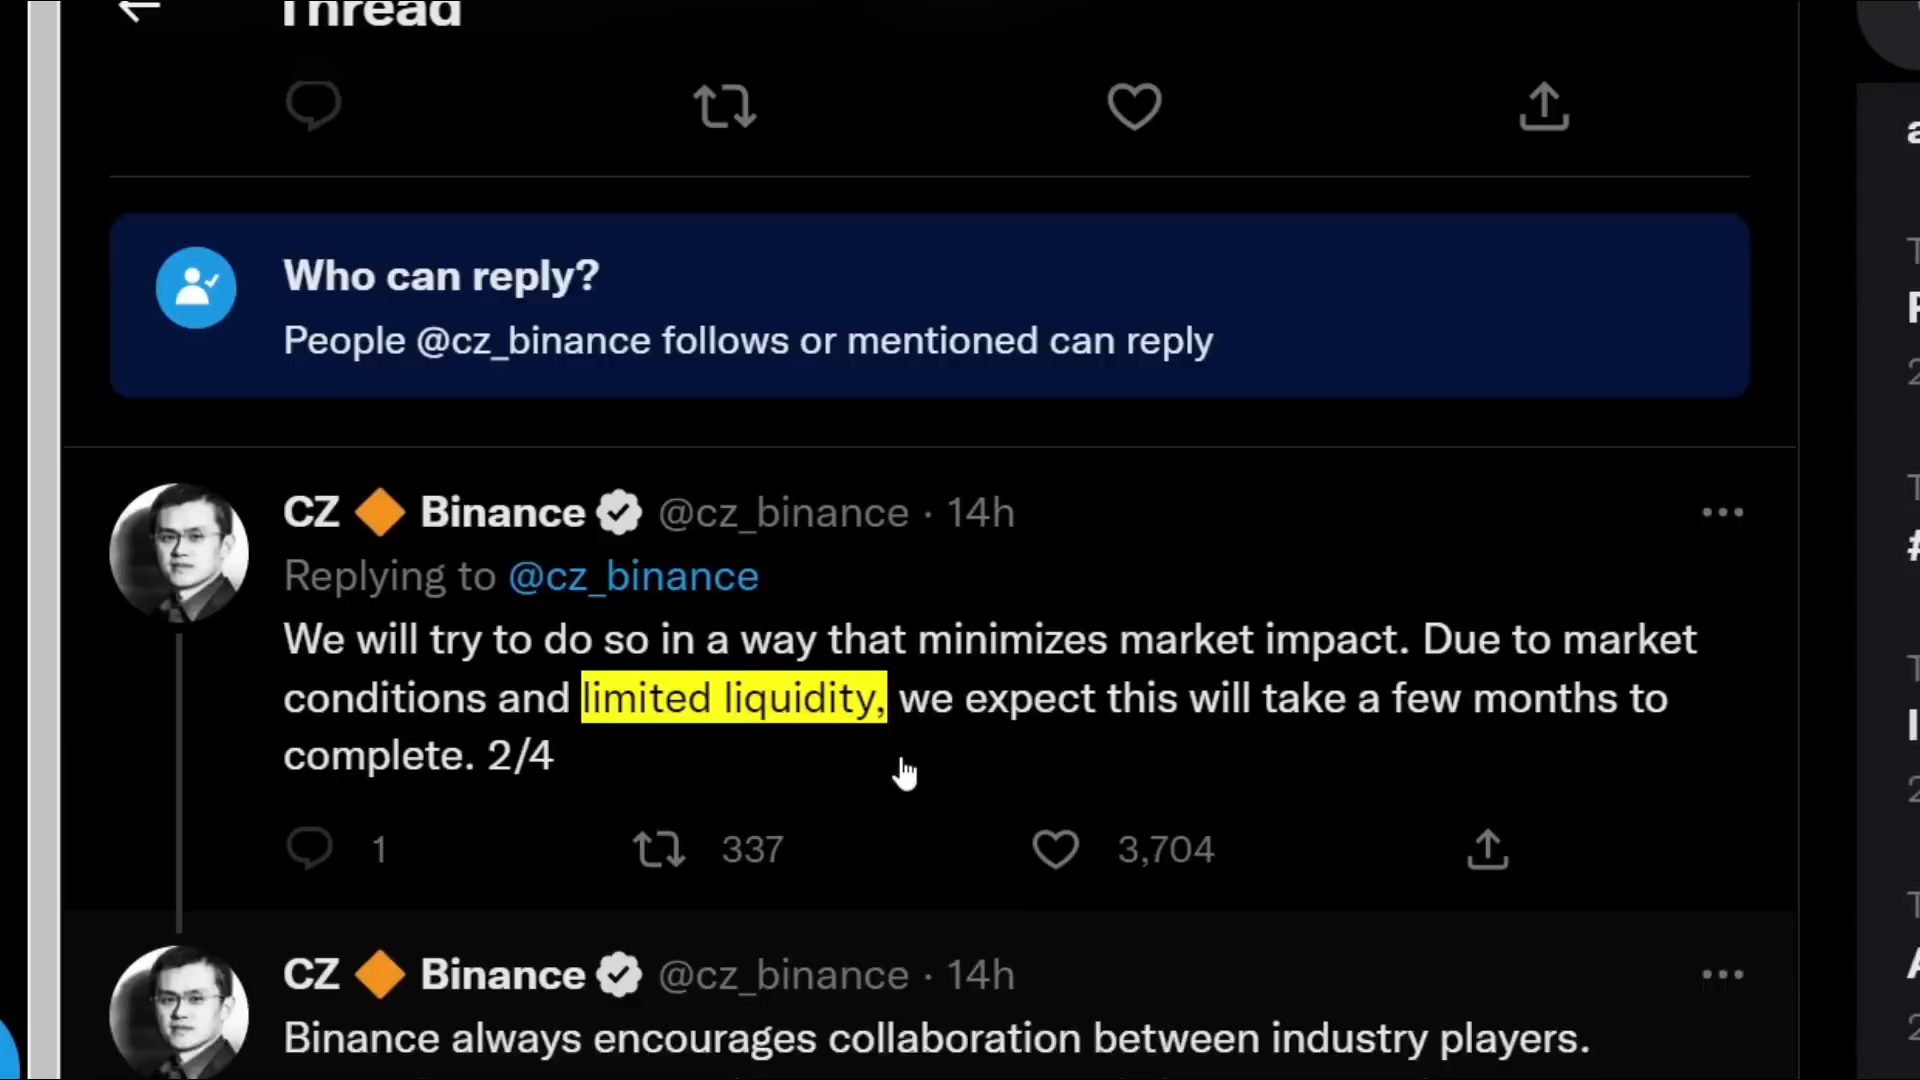 Thread
Who can reply?
People @cz_binance follows or mentioned can reply
CZ 🔶 Binance @cz_binance · 14h
Replying to @cz_binance
We will try to do so in a way that minimizes market impact. Due to market
conditions and limited liquidity, we expect this will take a few months to
complete. 2/4
1 337 3,704
CZ 🔶 Binance @cz_binance · 14h
Binance always encourages collaboration between industry players.